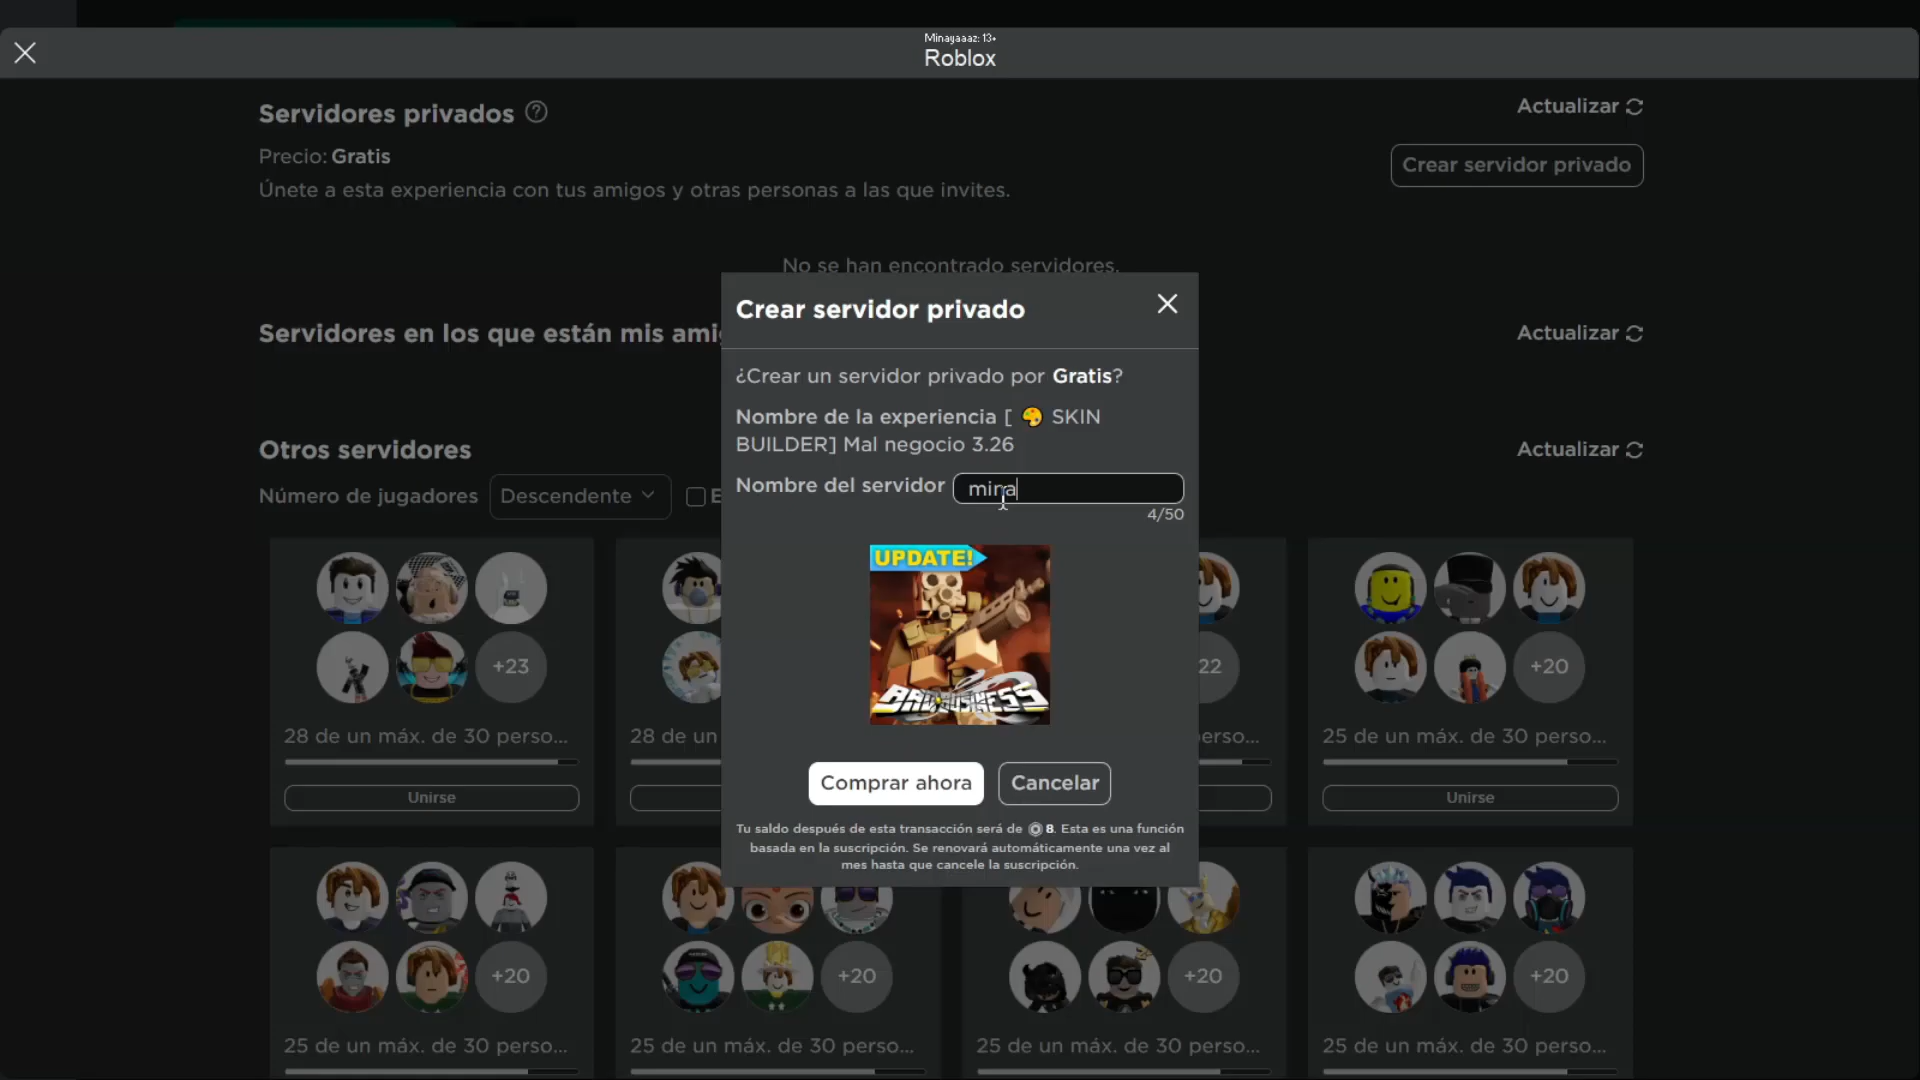 Minayaaaz: 13+
Roblox
Servidores privados
Actualizar
Precio: Gratis
Crear servidor privado
Únete a esta experiencia con tus amigos y otras personas a las que invites.
No se han encontrado servidores.
Crear servidor privado
Servidores en los que están mis ami
Actualizar
¿Crear un servidor privado por Gratis?
Nombre de la experiencia [ 🎨 SKIN
BUILDER] Mal negocio 3.26
Otros servidores
Actualizar
Nombre del servidor mina
Número de jugadores Descendente E
4/50
UPDATE!
BAD BUSINESS
+23
22
+20
28 de un máx. de 30 perso...
28 de un
erso...
25 de un máx. de 30 perso...
Comprar ahora Cancelar
Unirse
Unirse
Tu saldo después de esta transacción será de 8. Esta es una función
basada en la suscripción. Se renovará automáticamente una vez al
mes hasta que cancele la suscripción.
+20
+20
+20
+20
25 de un máx. de 30 perso...
25 de un máx. de 30 perso...
25 de un máx. de 30 perso...
25 de un máx. de 30 perso...